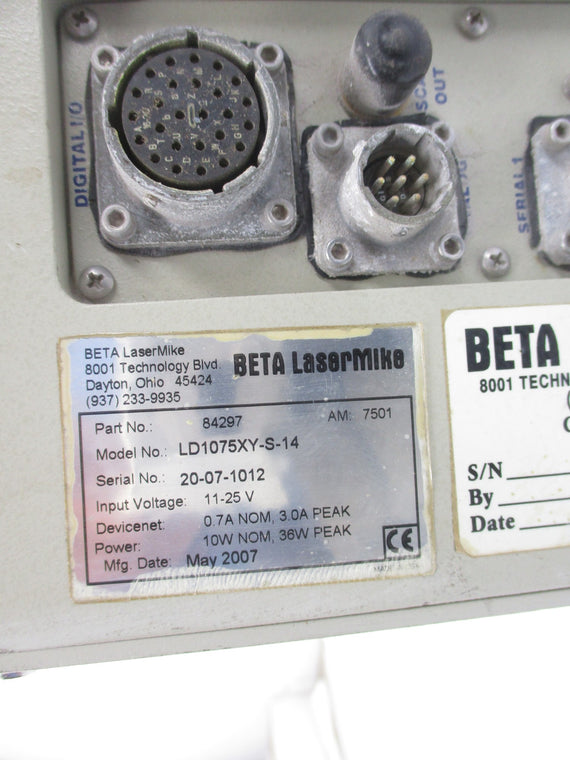 DIGITAL I/O
OUT
SERIAL 1
BETA LaserMike
8001 Technology Blvd.
Dayton, Ohio 45424
(937) 233-9935
BETA LaserMike
Part No.: 84297 AM: 7501
Model No.: LD1075XY-S-14
Serial No.: 20-07-1012
Input Voltage: 11-25 V
Devicenet: 0.7A NOM, 3.0A PEAK
Power: 10W NOM, 36W PEAK
Mfg. Date: May 2007
CE
BETA
8001 TECHN
S/N
By
Date